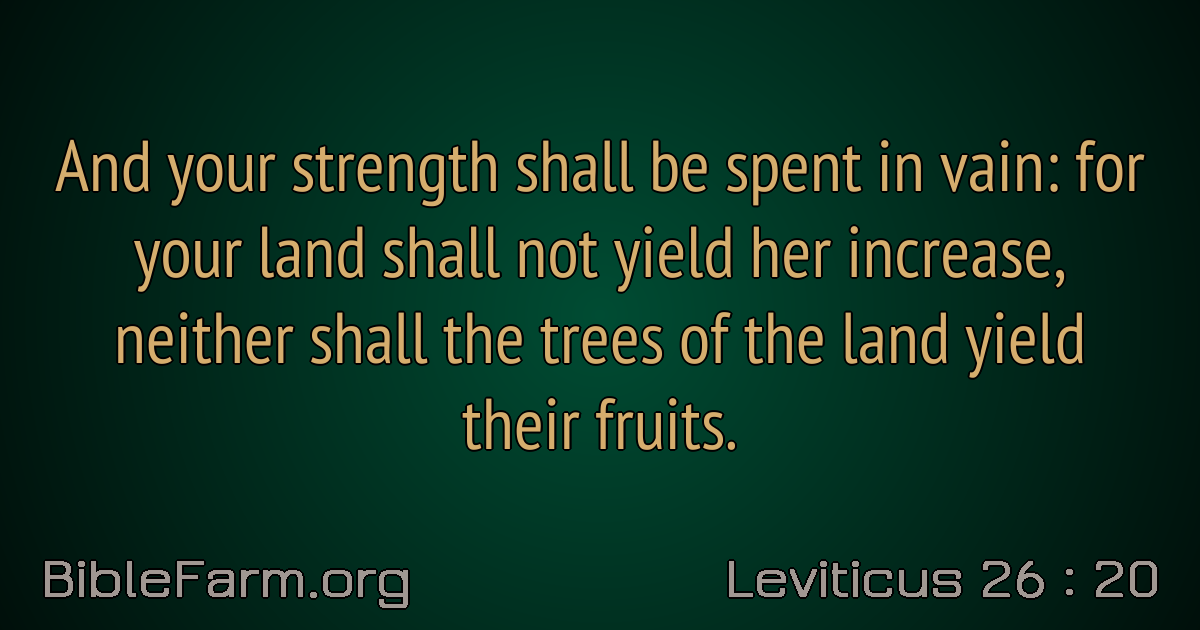 And your strength shall be spent in vain: for
your land shall not yield her increase,
neither shall the trees of the land yield
their fruits.
BibleFarm.org
Leviticus 26 : 20